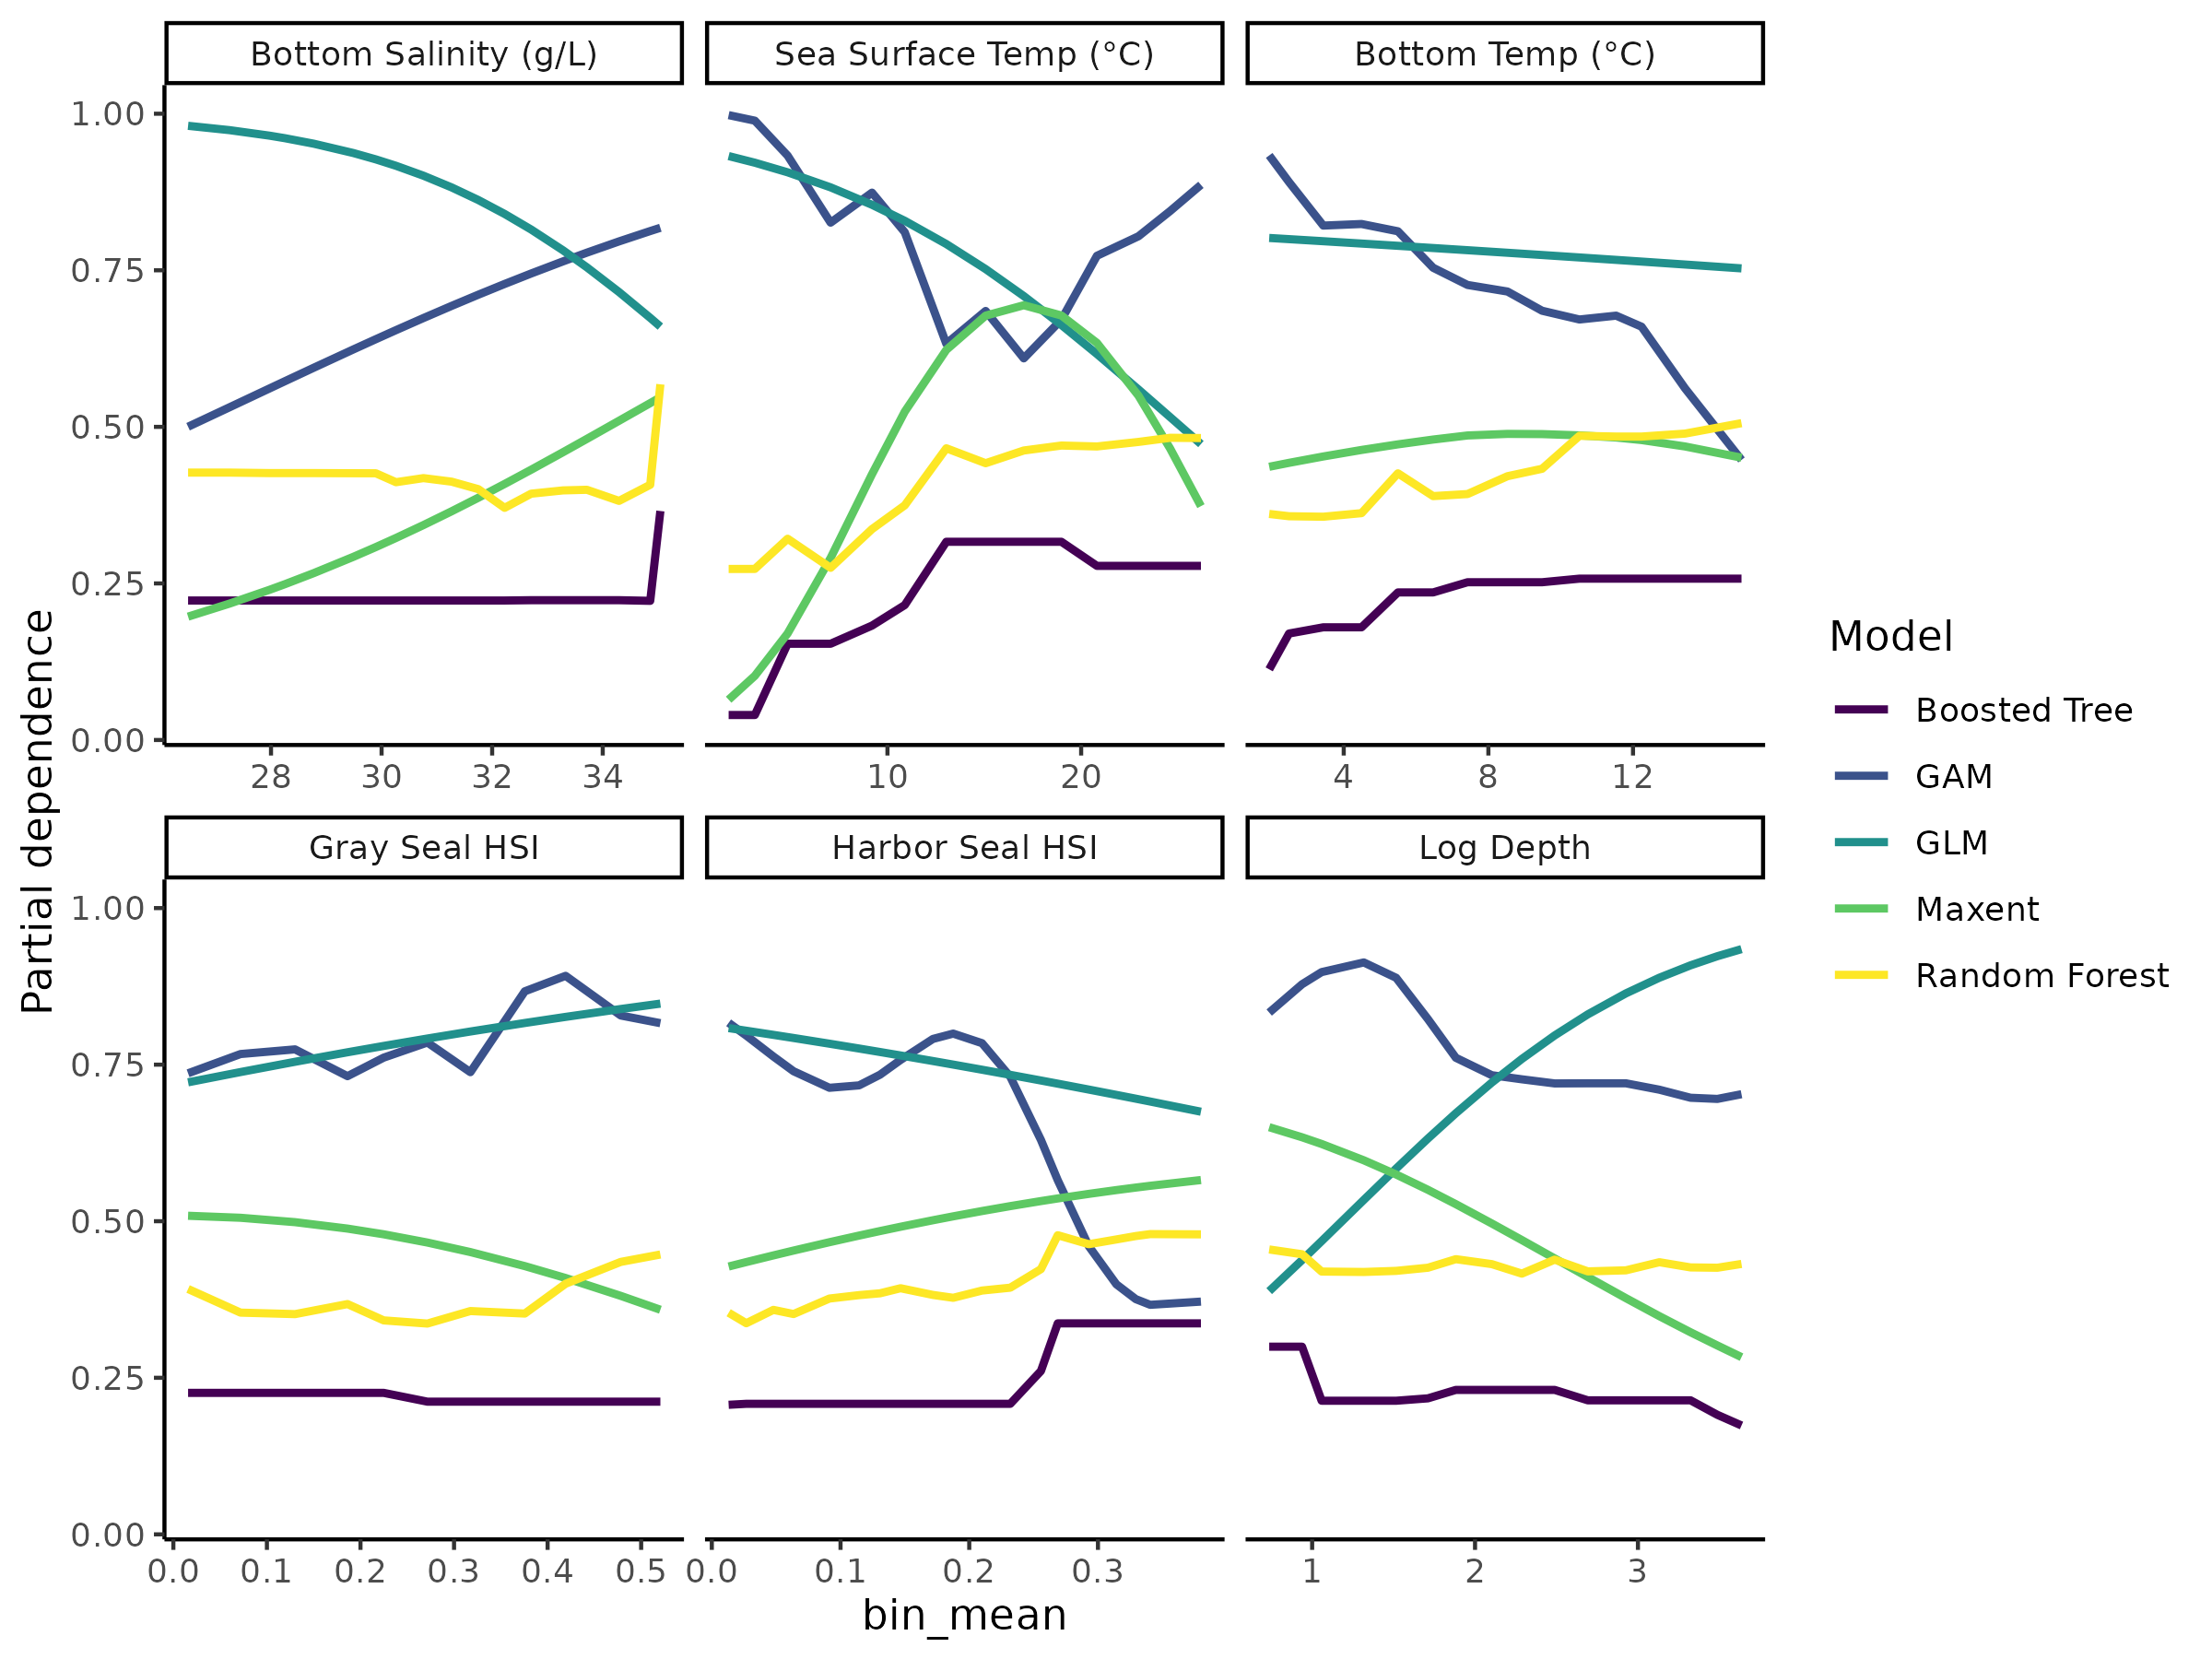 Bottom Salinity (g/L) Sea Surface Temp (°C) Bottom Temp (°C)
1.00
0.75
0.50
0.25
0.00
28 30 32 34 10 20 4 8 12
Gray Seal HSI Harbor Seal HSI Log Depth
1.00
0.75
0.50
0.25
0.00
0.0 0.1 0.2 0.3 0.4 0.5 0.0 0.1 0.2 0.3 1 2 3
bin_mean
Partial dependence
Model
Boosted Tree
GAM
GLM
Maxent
Random Forest